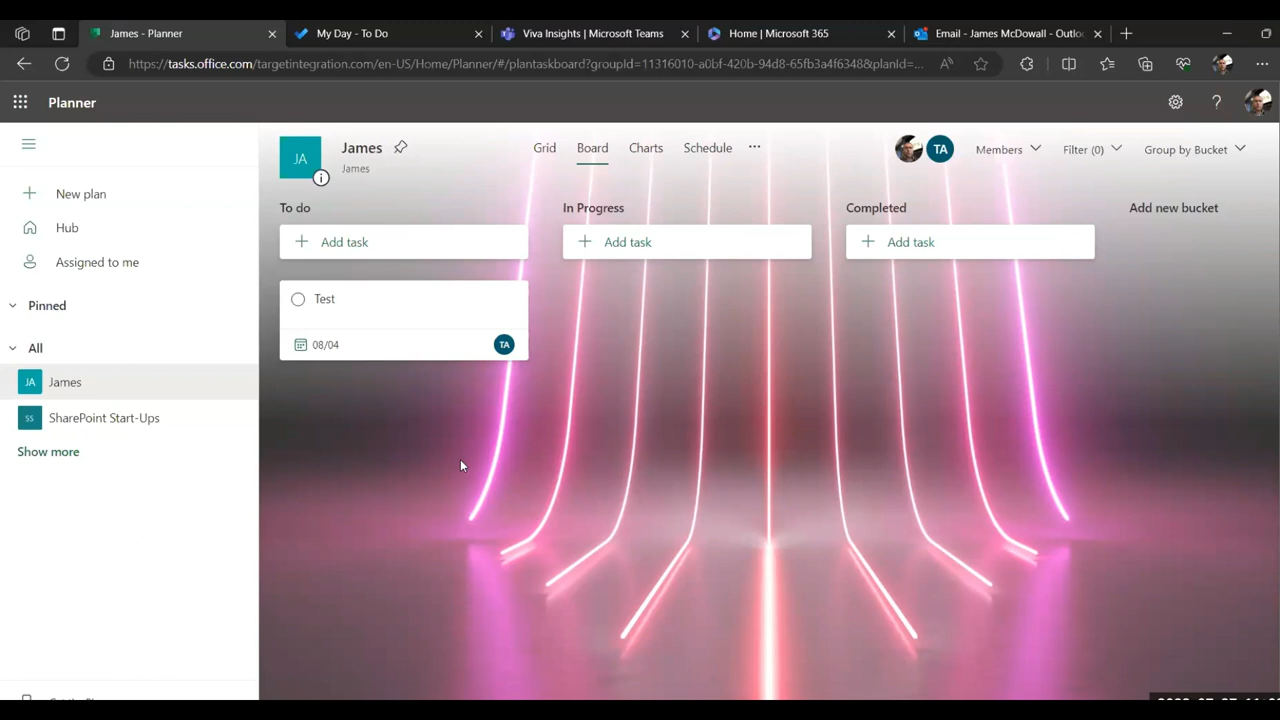 James - Planner
My Day - To Do
Viva Insights | Microsoft Teams
Home | Microsoft 365
Email - James McDowall - Outloo
https://tasks.office.com/targetintegration.com/en-US/Home/Planner/#/plantaskboard?groupId=11316010-a0bf-420b-94d8-65fb3a4f6348&planId=...
Planner
?
JA
James
James
Grid
Board
Charts
Schedule
TA
Members
Filter (0)
Group by Bucket
New plan
Hub
Assigned to me
Pinned
All
JA James
SS SharePoint Start-Ups
Show more
To do
Add task
Test
08/04
TA
In Progress
Add task
Completed
Add task
Add new bucket